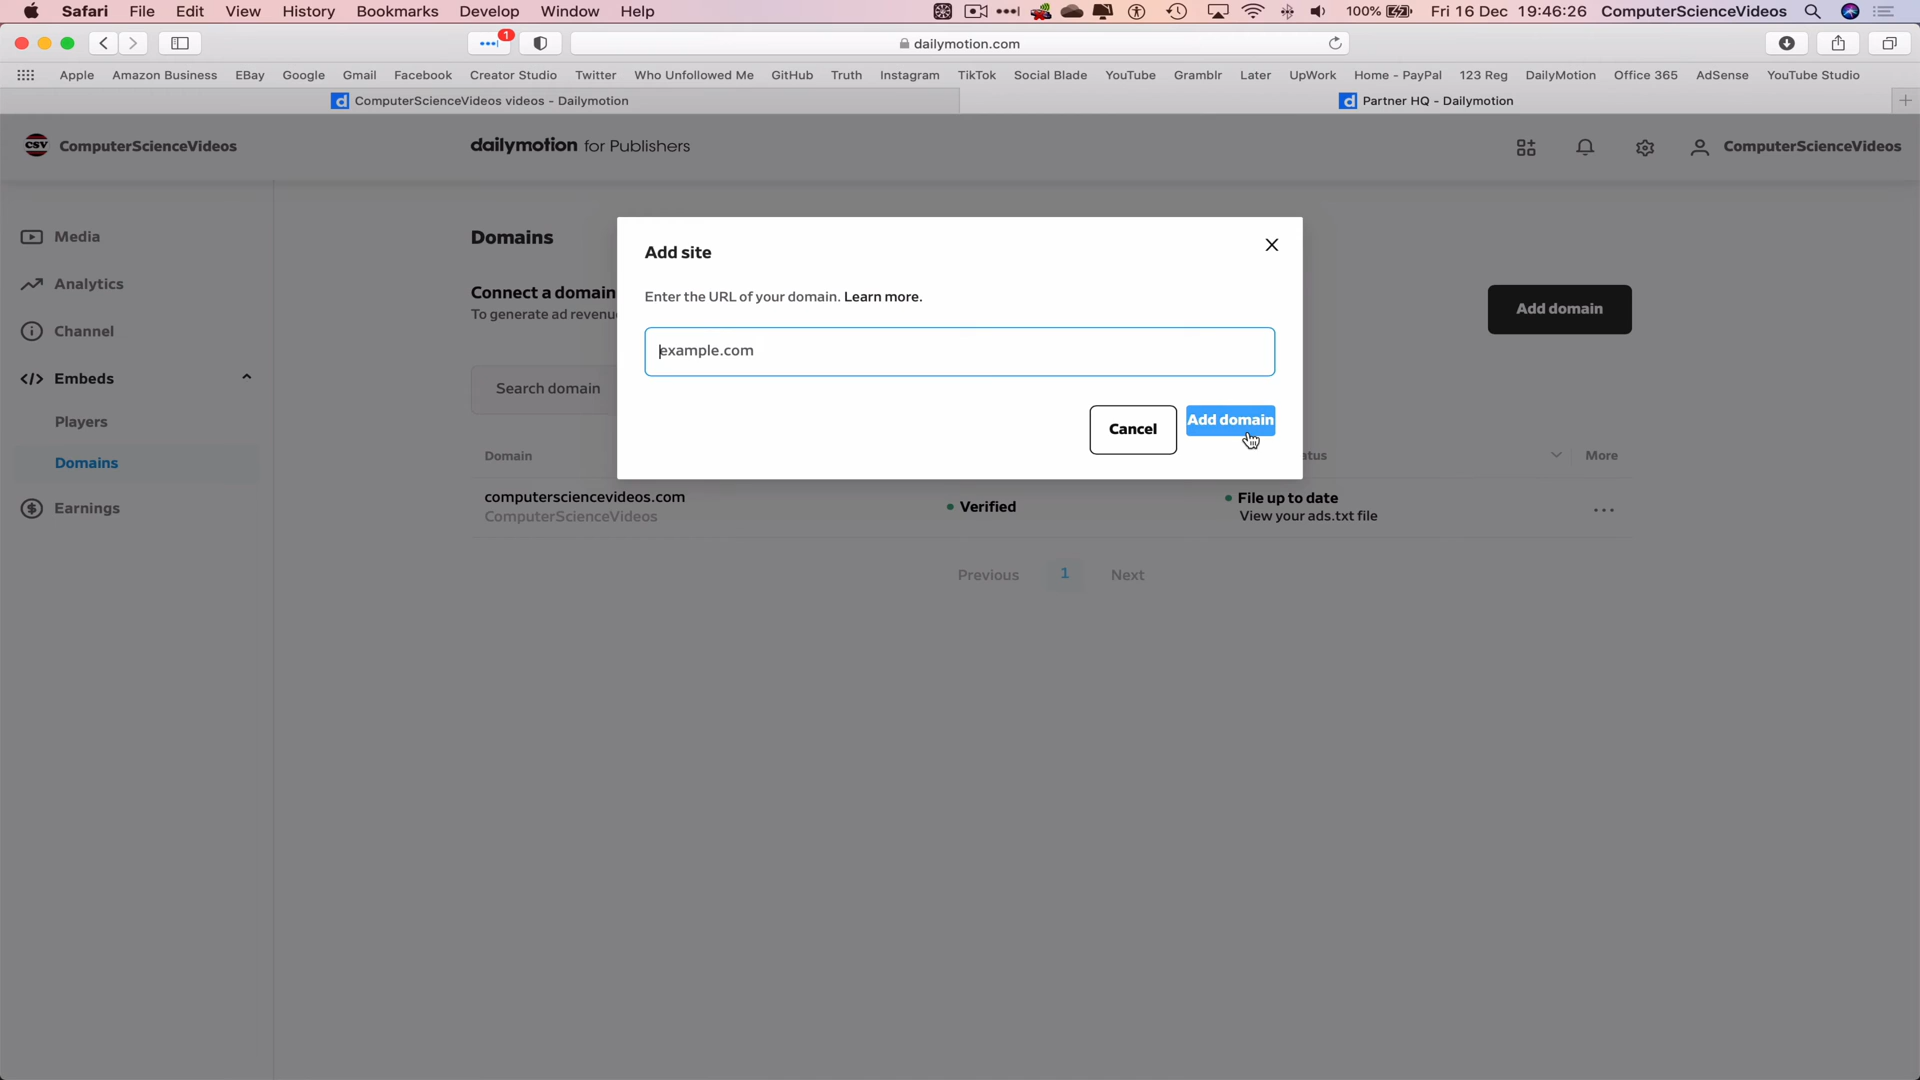 Safari File Edit View History Bookmarks Develop Window Help 100% Fri 16 Dec 19:46:26 ComputerScienceVideos
1
dailymotion.com
Apple Amazon Business EBay Google Gmail Facebook Creator Studio Twitter Who Unfollowed Me GitHub Truth Instagram TikTok Social Blade YouTube Gramblr Later UpWork Home - PayPal 123 Reg DailyMotion Office 365 AdSense YouTube Studio
d ComputerScienceVideos videos - Dailymotion
d Partner HQ - Dailymotion
CSV ComputerScienceVideos
dailymotion for Publishers
ComputerScienceVideos
Media
Analytics
Channel
Embeds
Players
Domains
Earnings
Domains
Connect a domain
To generate ad revenu
Add domain
Search domain
Add site
Enter the URL of your domain. Learn more.
example.com
Cancel
Add domain
Domain
atus
More
computersciencevideos.com
ComputerScienceVideos
Verified
File up to date
View your ads.txt file
Previous 1 Next